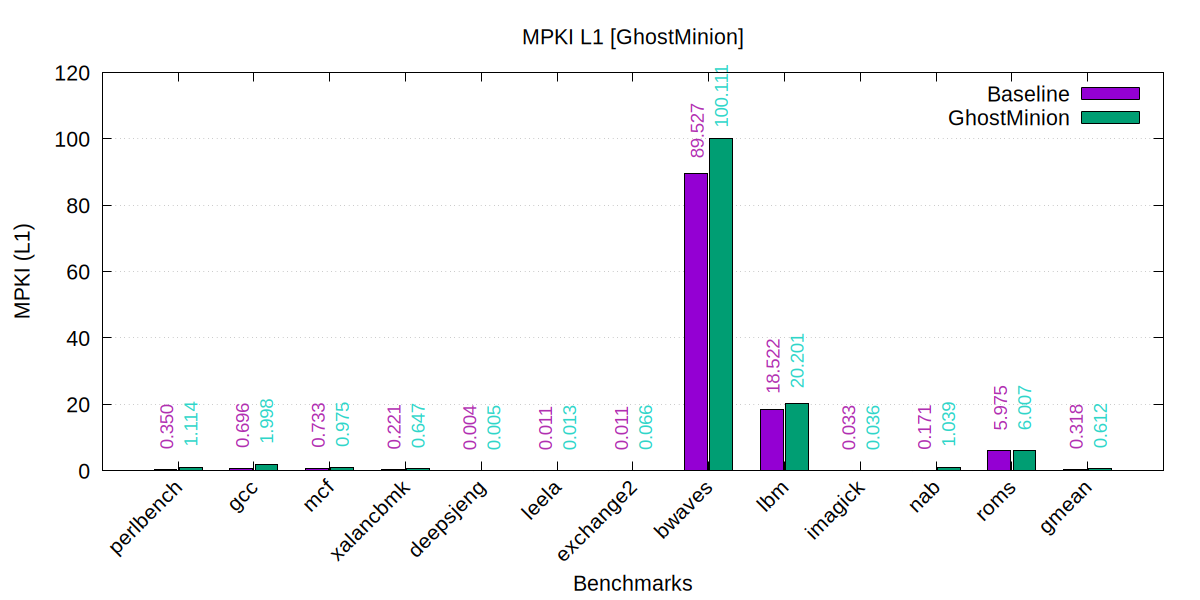 MPKI L1 [GhostMinion]
MPKI (L1)
120
100
80
60
40
20
0
Baseline
GhostMinion
0.350
1.114
0.696
1.998
0.733
0.975
0.221
0.647
0.004
0.005
0.011
0.013
0.011
0.066
89.527
100.111
18.522
20.201
0.033
0.036
0.171
1.039
5.975
6.007
0.318
0.612
perlbench
gcc
mcf
xalancbmk
deepsjeng
leela
exchange2
bwaves
lbm
imagick
nab
roms
gmean
Benchmarks